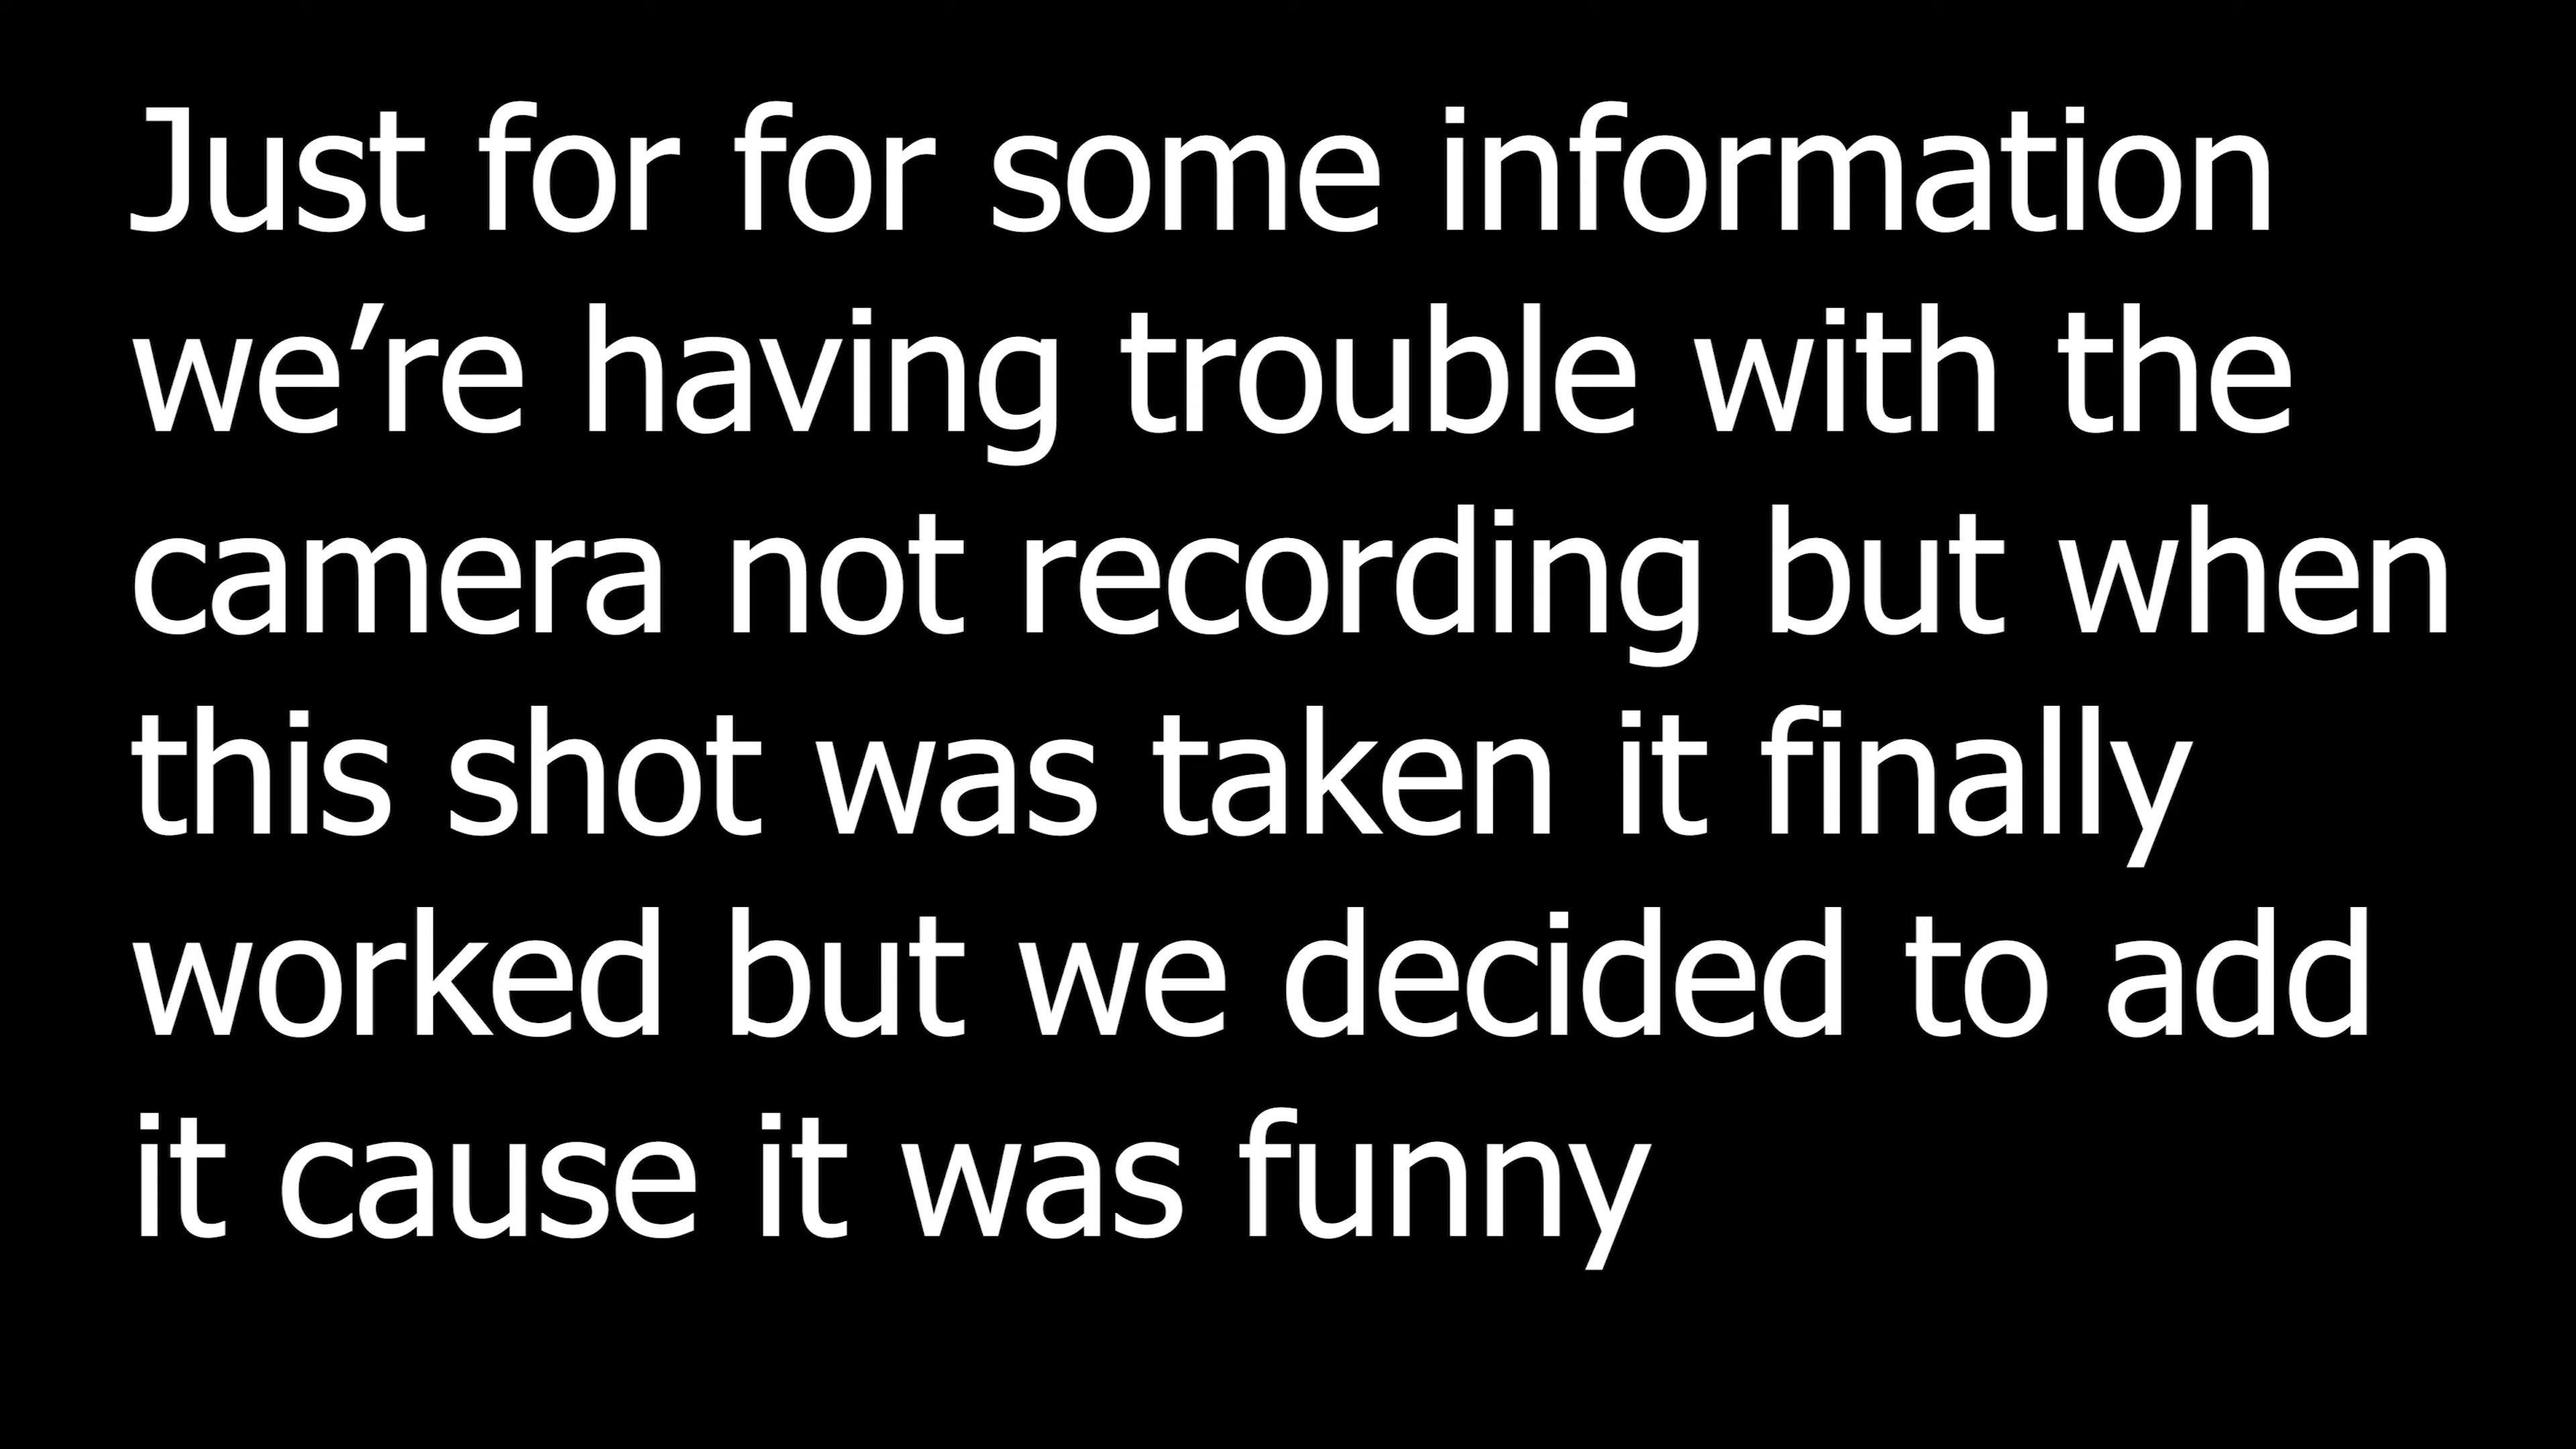 Just for for some information
we’re having trouble with the
camera not recording but when
this shot was taken it finally
worked but we decided to add
it cause it was funny